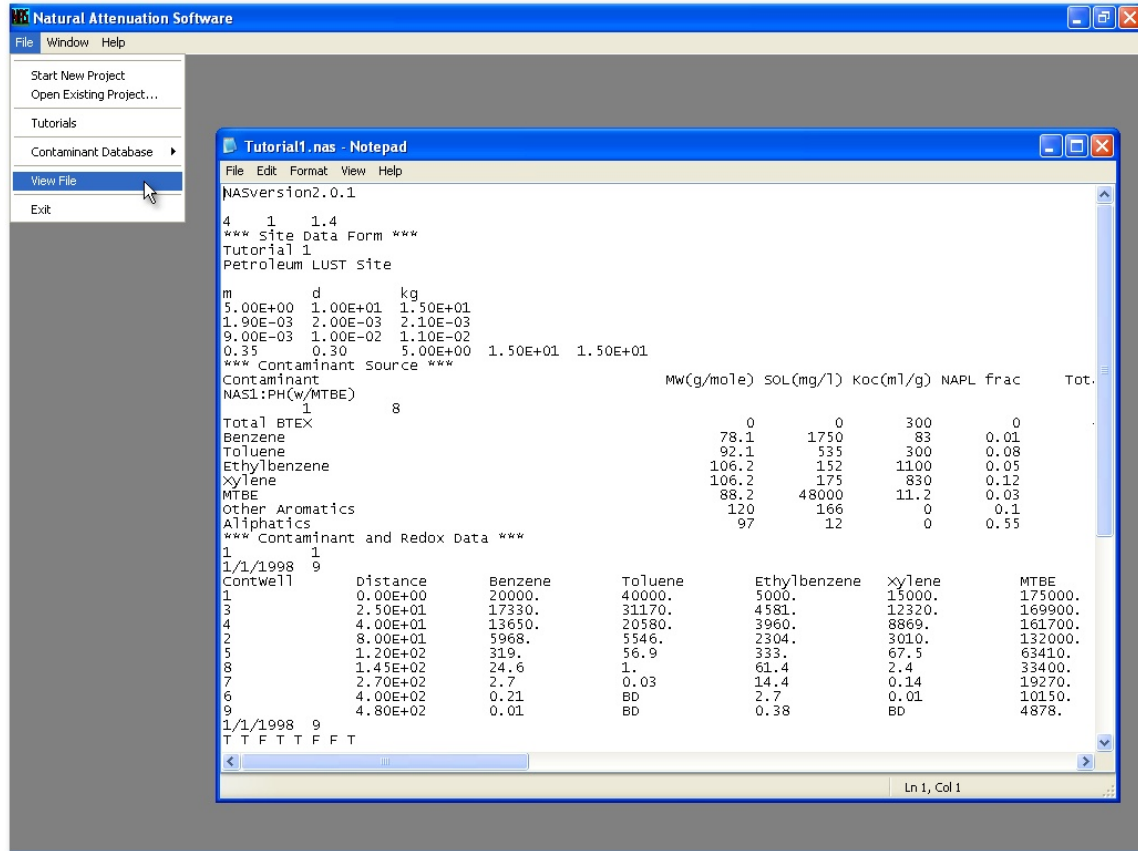 NAS Natural Attenuation Software
File Window Help
Start New Project
Open Existing Project...
Tutorials
Contaminant Database
View File
Exit
Tutorial1.nas - Notepad
File Edit Format View Help
NASversion2.0.1
4 1 1.4
*** Site Data Form ***
Tutorial 1
Petroleum LUST Site
m d kg
5.00E+00 1.00E+01 1.50E+01
1.90E-03 2.00E-03 2.10E-03
9.00E-03 1.00E-02 1.10E-02
0.35 0.30 5.00E+00 1.50E+01 1.50E+01
*** Contaminant Source ***
Contaminant MW(g/mole) SOL(mg/l) Koc(ml/g) NAPL frac Tot.
NAS1:PH(w/MTBE)
1 8
Total BTEX 0 0 300 0
Benzene 78.1 1750 83 0.01
Toluene 92.1 535 300 0.08
Ethylbenzene 106.2 152 1100 0.05
Xylene 106.2 175 830 0.12
MTBE 88.2 48000 11.2 0.03
Other Aromatics 120 166 0 0.1
Aliphatics 97 12 0 0.55
*** Contaminant and Redox Data ***
1 1
1/1/1998 9
ContWell Distance Benzene Toluene Ethylbenzene Xylene MTBE
1 0.00E+00 20000. 40000. 5000. 15000. 175000.
3 2.50E+01 17330. 31170. 4581. 12320. 169900.
4 4.00E+01 13650. 20580. 3960. 8869. 161700.
2 8.00E+01 5968. 5546. 2304. 3010. 132000.
5 1.20E+02 319. 56.9 333. 67.5 63410.
8 1.45E+02 24.6 1. 61.4 2.4 33400.
7 2.70E+02 2.7 0.03 14.4 0.14 19270.
6 4.00E+02 0.21 BD 2.7 0.01 10150.
9 4.80E+02 0.01 BD 0.38 BD 4878.
1/1/1998 9
T T F T T F F T
Ln 1, Col 1